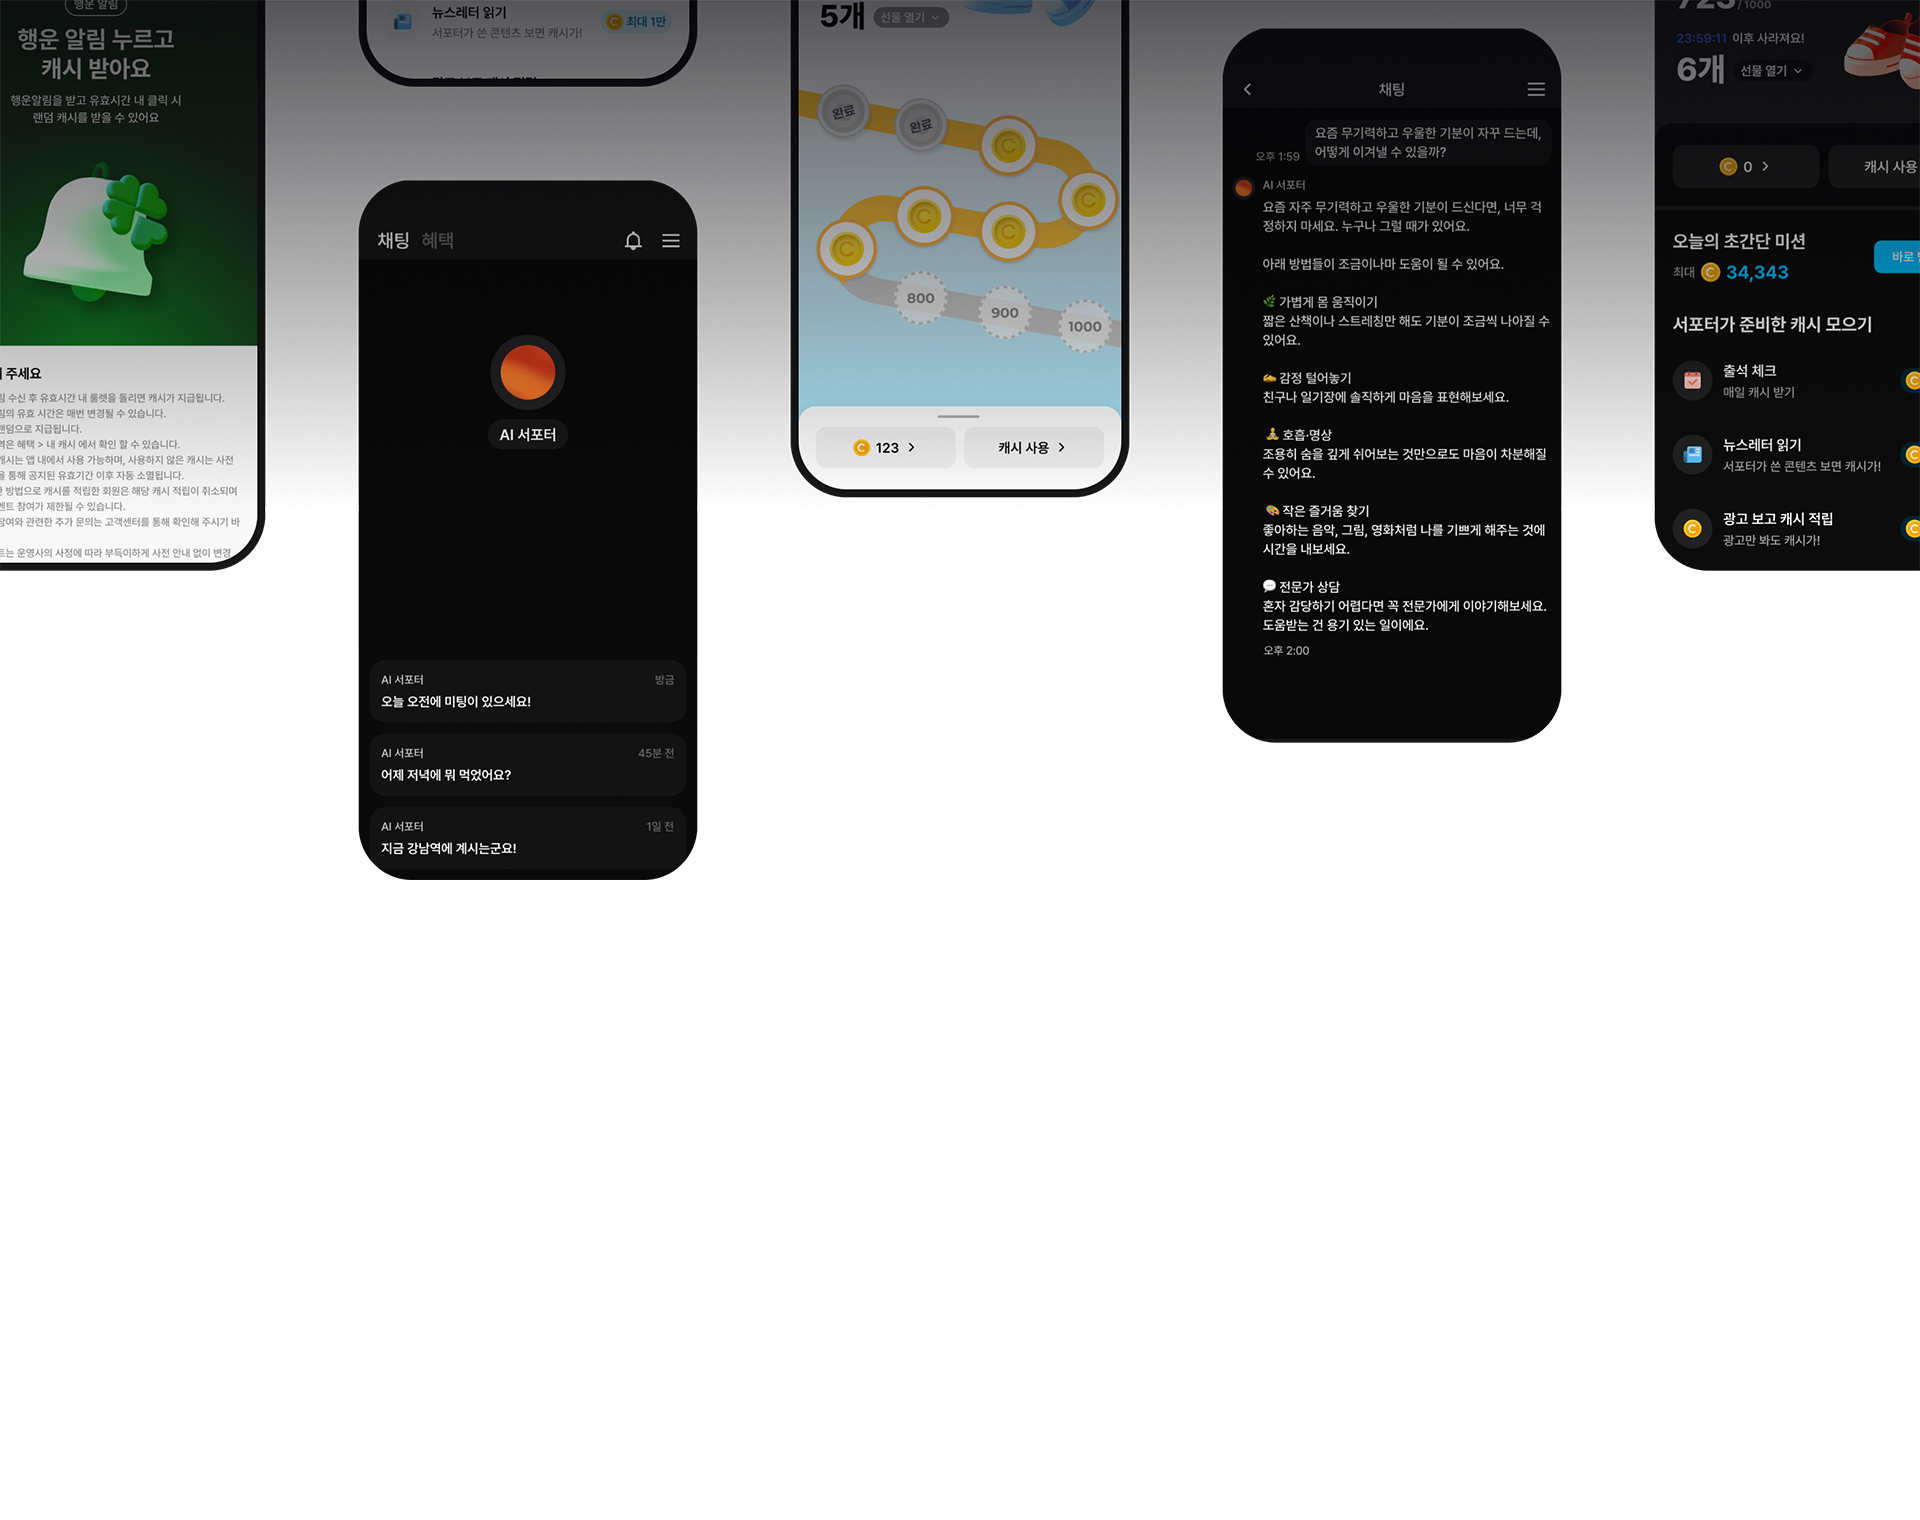 행운 알림
행운 알림 누르고
캐시 받아요
행운알림을 받고 유효시간 내 클릭 시
랜덤 캐시를 받을 수 있어요
주세요
수신 후 유효시간 내 룰렛을 돌리면 캐시가 지급됩니다.
림의 유효 시간은 매번 변경될 수 있습니다.
랜덤으로 지급됩니다.
역은 혜택 > 내 캐시 에서 확인 할 수 있습니다.
캐시는 앱 내에서 사용 가능하며, 사용하지 않은 캐시는 사전
을 통해 공지된 유효기간 이후 자동 소멸됩니다.
방법으로 캐시를 적립한 회원은 해당 캐시 적립이 취소되며
벤트 참여가 제한될 수 있습니다.
참여와 관련한 추가 문의는 고객센터를 통해 확인해 주시기 바
트는 운영사의 사정에 따라 부득이하게 사전 안내 없이 변경
뉴스레터 읽기
서포터가 쓴 콘텐츠 보면 캐시가!
최대 1만
채팅 혜택
AI 서포터
AI 서포터 방금
오늘 오전에 미팅이 있으세요!
AI 서포터 45분 전
어제 저녁에 뭐 먹었어요?
AI 서포터 1일 전
지금 강남역에 계시는군요!
5개 선물 열기
완료
완료
800
900
1000
123
캐시 사용
채팅
요즘 무기력하고 우울한 기분이 자꾸 드는데,
어떻게 이겨낼 수 있을까?
오후 1:59
AI 서포터
요즘 자주 무기력하고 우울한 기분이 드신다면, 너무 걱
정하지 마세요. 누구나 그럴 때가 있어요.
아래 방법들이 조금이나마 도움이 될 수 있어요.
🌿 가볍게 몸 움직이기
짧은 산책이나 스트레칭만 해도 기분이 조금씩 나아질 수
있어요.
✍️ 감정 털어놓기
친구나 일기장에 솔직하게 마음을 표현해보세요.
🧘 호흡·명상
조용히 숨을 깊게 쉬어보는 것만으로도 마음이 차분해질
수 있어요.
🎨 작은 즐거움 찾기
좋아하는 음악, 그림, 영화처럼 나를 기쁘게 해주는 것에
시간을 내보세요.
💬 전문가 상담
혼자 감당하기 어렵다면 꼭 전문가에게 이야기해보세요.
도움받는 건 용기 있는 일이에요.
오후 2:00
723 / 1000
23:59:11 이후 사라져요!
6개 선물 열기
0
캐시 사용
오늘의 초간단 미션
최대 34,343
바로
서포터가 준비한 캐시 모으기
출석 체크
매일 캐시 받기
뉴스레터 읽기
서포터가 쓴 콘텐츠 보면 캐시가!
광고 보고 캐시 적립
광고만 봐도 캐시가!